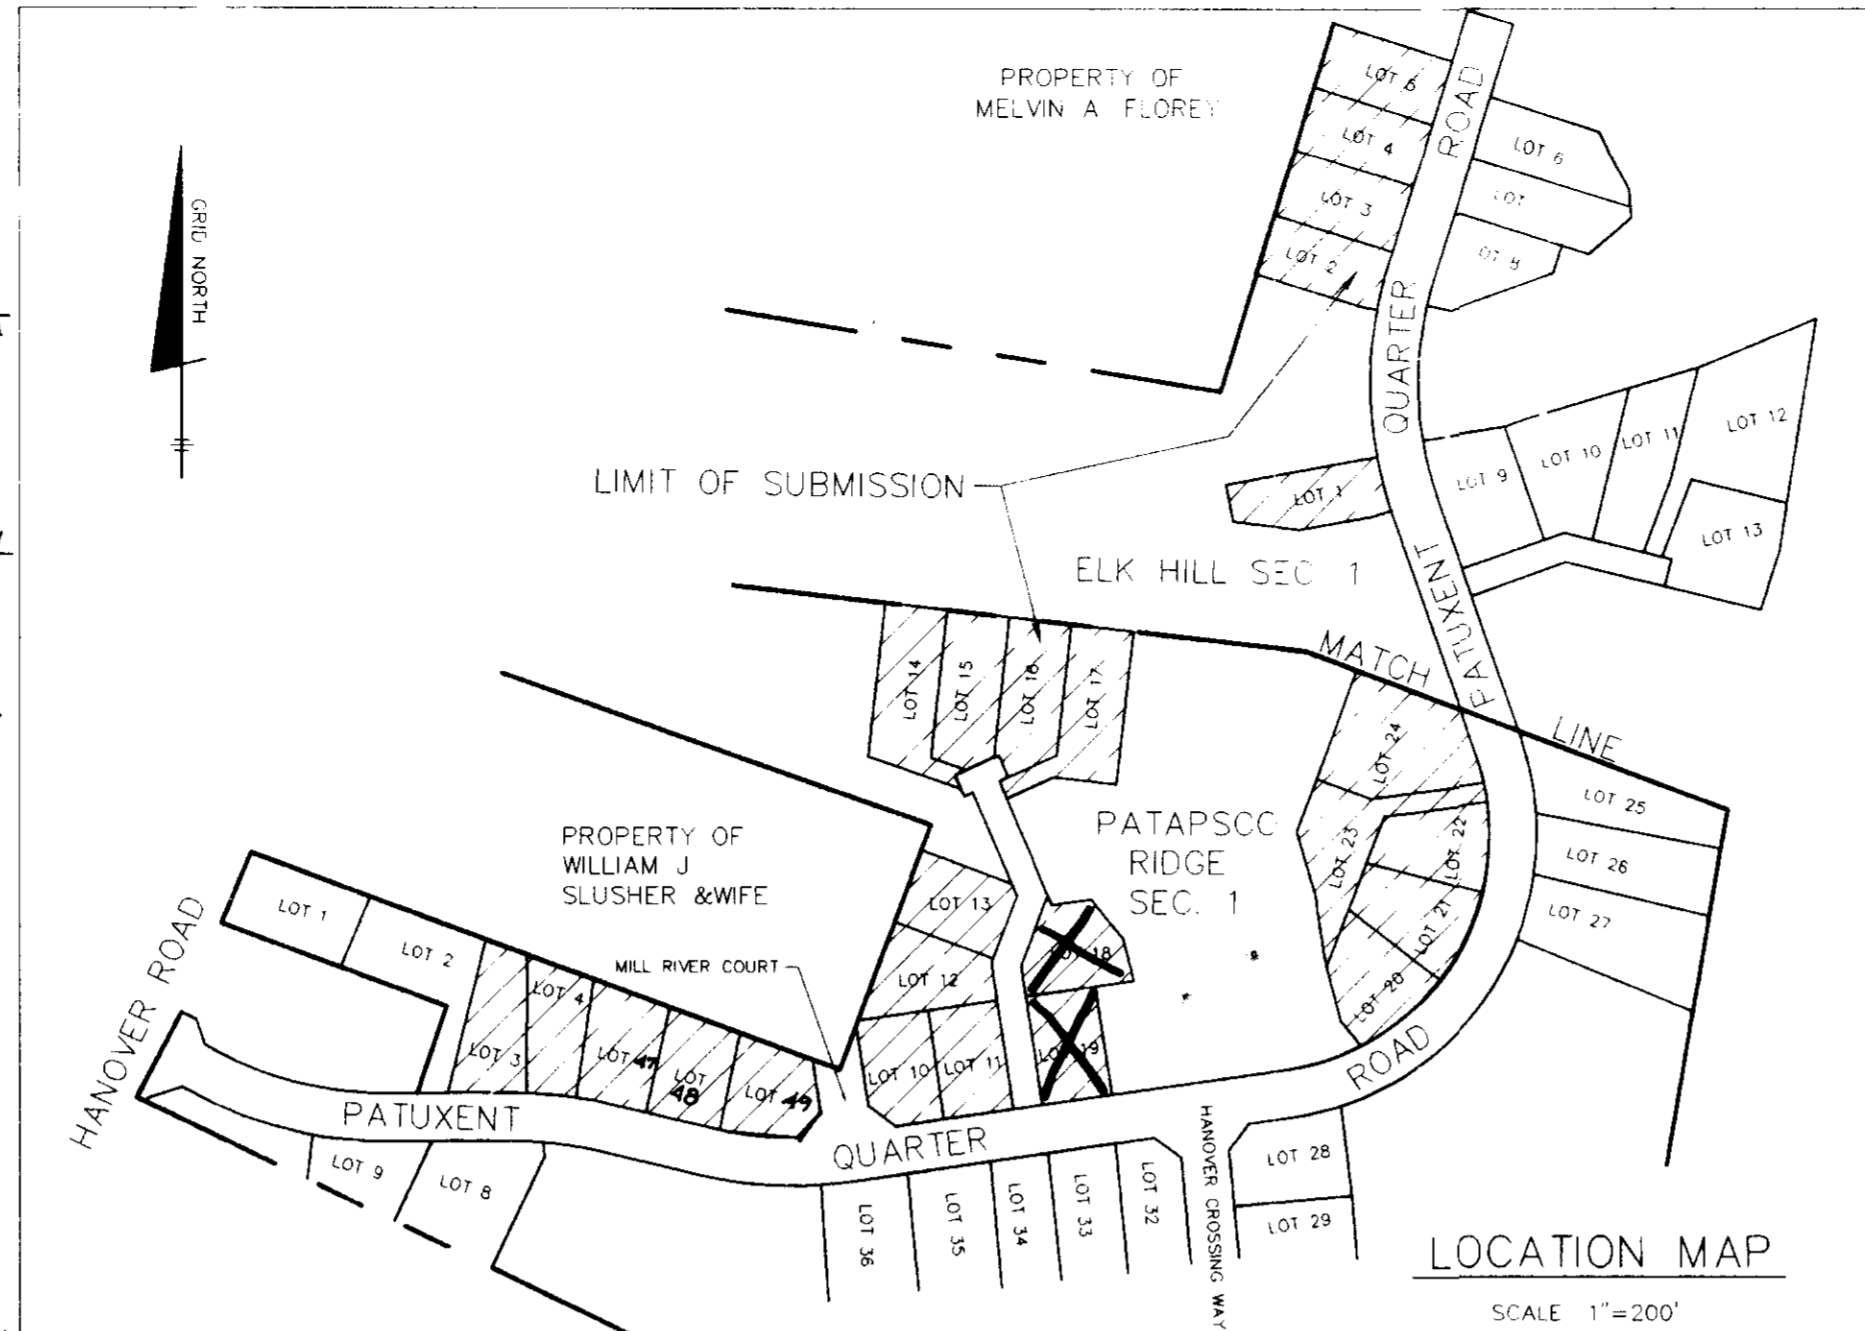 PROPERTY OF
MELVIN A FLOREY
GRID NORTH
LOT 5
LOT 4
LOT 3
LOT 2
ROAD
QUARTER
PATUXENT
LOT 6
LOT
OT 8
LIMIT OF SUBMISSION
LOT 1
LOT 9
LOT 10
LOT 11
LOT 12
LOT 13
ELK HILL SEC 1
MATCH
LINE
LOT 14
LOT 15
LOT 16
LOT 17
LOT 24
LOT 23
LOT 22
LOT 21
LOT 20
LOT 25
LOT 26
LOT 27
PATAPSCO
RIDGE
SEC. 1
PROPERTY OF
WILLIAM J
SLUSHER &WIFE
MILL RIVER COURT
HANOVER ROAD
LOT 1
LOT 2
LOT 3
LOT 4
LOT 47
LOT
48
LOT 49
LOT 13
LOT 12
LOT 10
LOT 11
18
LOT 19
PATUXENT
QUARTER
ROAD
LOT 9
LOT 8
LOT 36
LOT 35
LOT 34
LOT 33
LOT 32
HANOVER CROSSING WAY
LOT 28
LOT 29
LOCATION MAP
SCALE 1"=200'